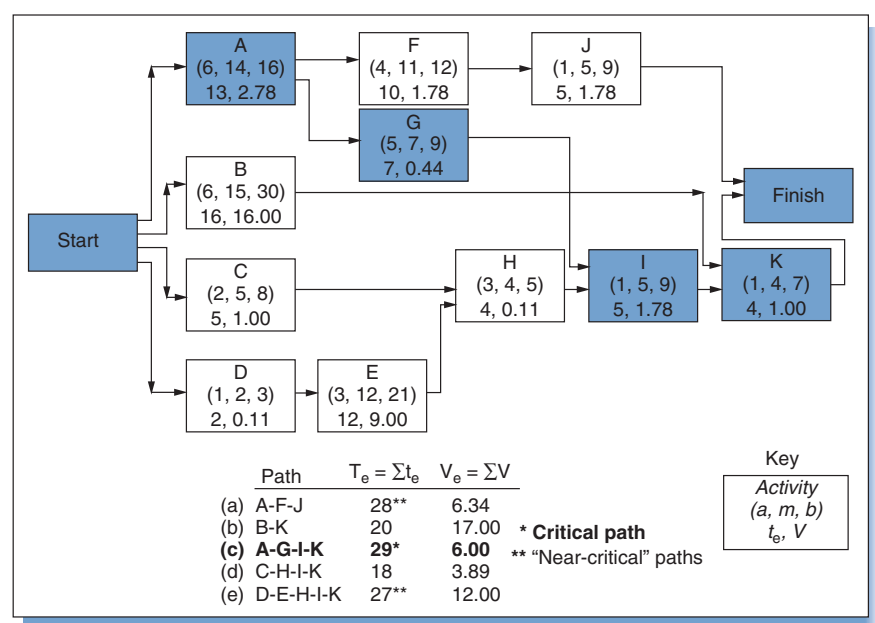 A
(6, 14, 16)
13, 2.78
F
(4, 11, 12)
10, 1.78
J
(1, 5, 9)
5, 1.78
G
(5, 7, 9)
7, 0.44
B
(6, 15, 30)
16, 16.00
Finish
Start
C
(2, 5, 8)
5, 1.00
H
(3, 4, 5)
4, 0.11
I
(1, 5, 9)
5, 1.78
K
(1, 4, 7)
4, 1.00
D
(1, 2, 3)
2, 0.11
E
(3, 12, 21)
12, 9.00
Path Te = Σte Ve = ΣV
(a) A-F-J 28** 6.34
(b) B-K 20 17.00
(c) A-G-I-K 29* 6.00
(d) C-H-I-K 18 3.89
(e) D-E-H-I-K 27** 12.00
* Critical path
** "Near-critical" paths
Key
Activity
(a, m, b)
te, V